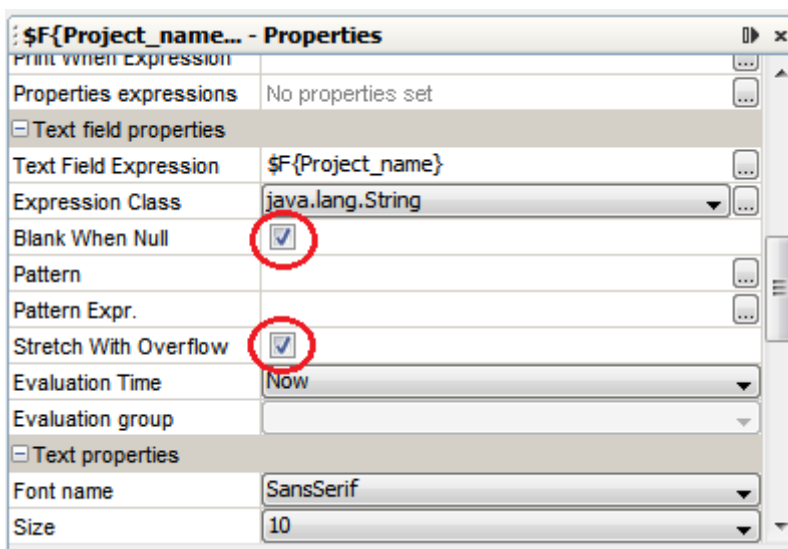 $F{Project_name... - Properties
Print When Expression ...
Properties expressions No properties set ...
Text field properties
Text Field Expression $F{Project_name} ...
Expression Class java.lang.String ...
Blank When Null
Pattern ...
Pattern Expr. ...
Stretch With Overflow
Evaluation Time Now
Evaluation group
Text properties
Font name SansSerif
Size 10